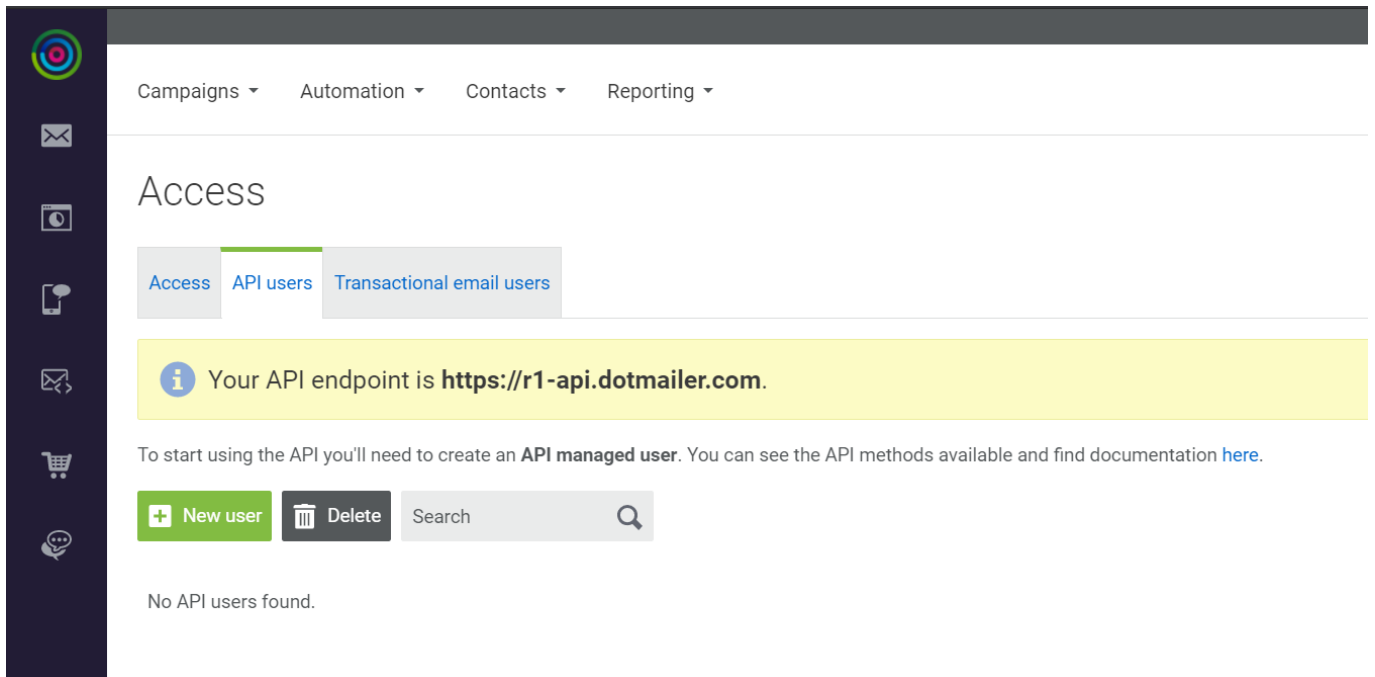 Campaigns Automation Contacts Reporting
Access
Access API users Transactional email users
Your API endpoint is https://r1-api.dotmailer.com.
To start using the API you'll need to create an API managed user. You can see the API methods available and find documentation here.
New user Delete Search
No API users found.